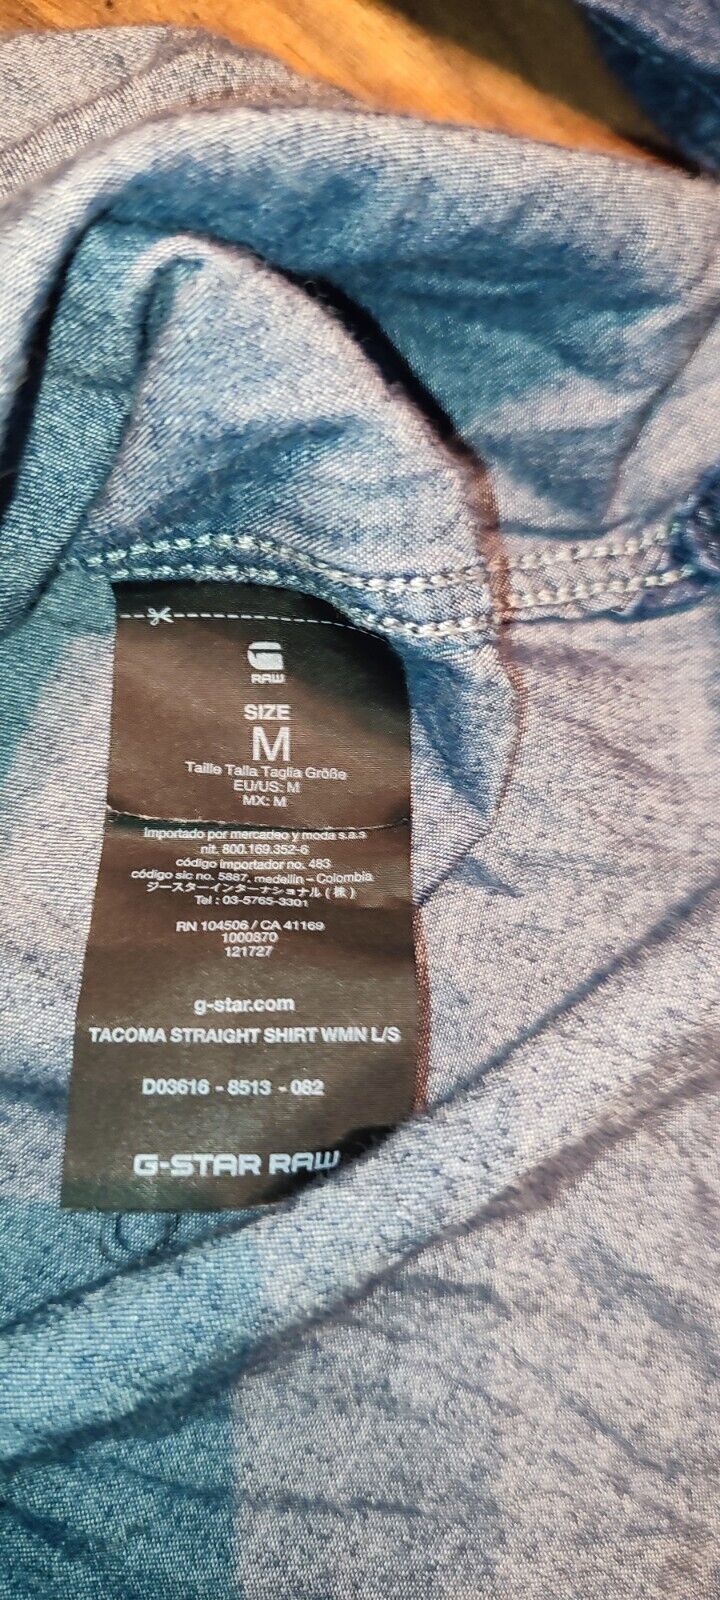 RAW
SIZE
M
Taille Talla Taglia Größe
EU/US: M
MX: M
Importado por mercadeo y moda s.a.s
nit. 800.169.352-6
código importador no. 483
código sic no. 5887, medellin - Colombia
ジースターインターナショナル(株)
Tel : 03-5765-3301
RN 104506 / CA 41169
1000870
121727
g-star.com
TACOMA STRAIGHT SHIRT WMN L/S
D03616 - 8513 - 082
G-STAR RAW